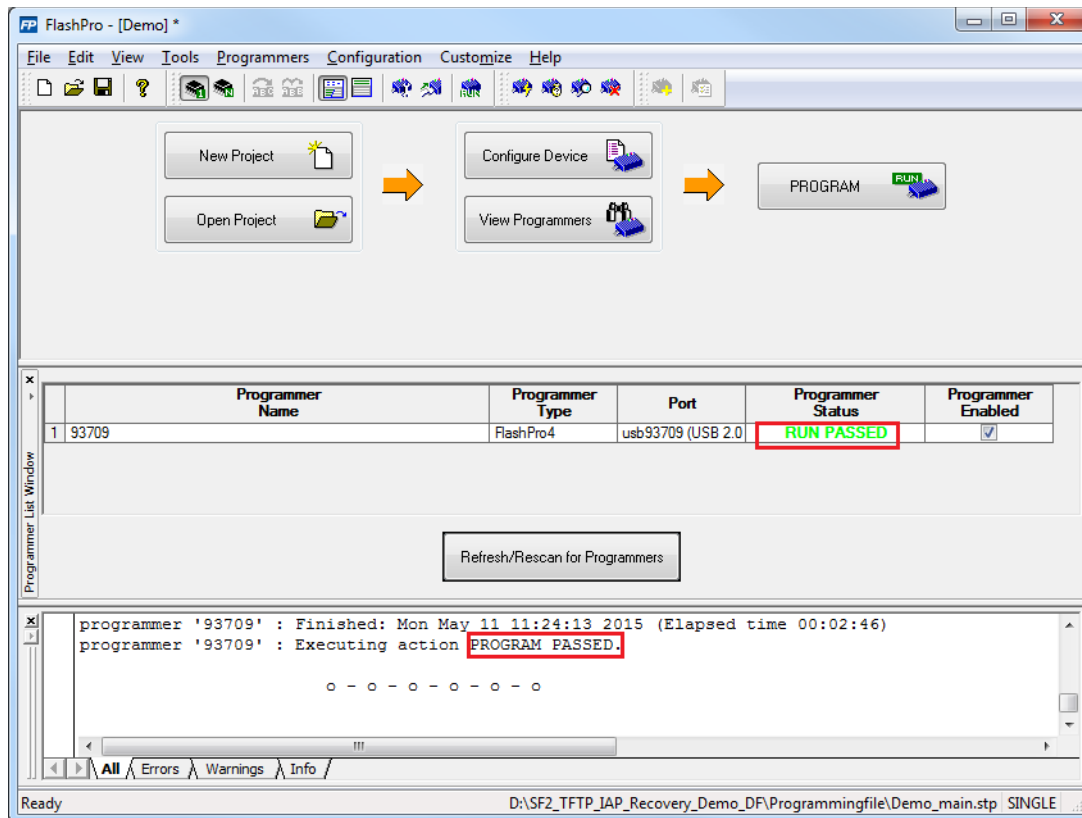 FP FlashPro - [Demo] *
File Edit View Tools Programmers Configuration Customize Help
New Project
Configure Device
PROGRAM
RUN
Open Project
View Programmers
Programmer Name Programmer Type Port Programmer Status Programmer Enabled
1 93709 FlashPro4 usb93709 (USB 2.0 RUN PASSED
Programmer List Window
Refresh/Rescan for Programmers
programmer '93709' : Finished: Mon May 11 11:24:13 2015 (Elapsed time 00:02:46)
programmer '93709' : Executing action PROGRAM PASSED.
o - o - o - o - o - o
All Errors Warnings Info
Ready D:\SF2_TFTP_IAP_Recovery_Demo_DF\Programmingfile\Demo_main.stp SINGLE